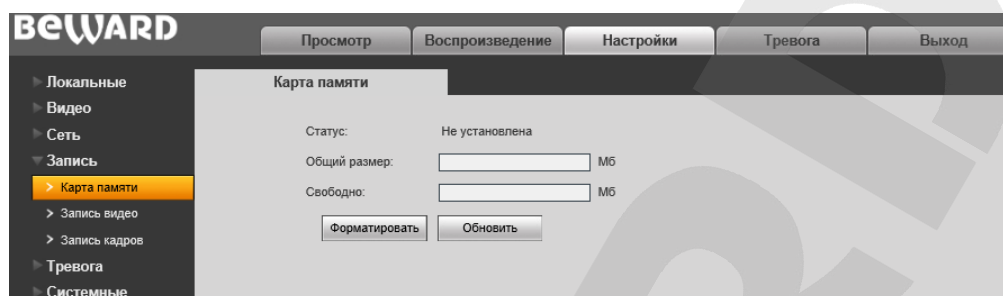 BEWARD
Просмотр Воспроизведение Настройки Тревога Выход
Локальные
Видео
Сеть
Запись
Карта памяти
Запись видео
Запись кадров
Тревога
Системные
Карта памяти
Статус: Не установлена
Общий размер: Мб
Свободно: Мб
Форматировать Обновить